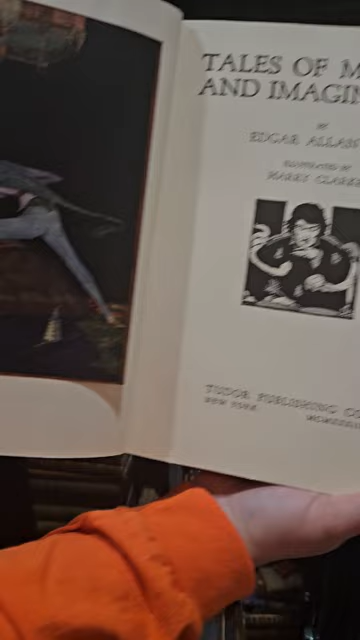 TALES OF M
AND IMAGIN
BY
EDGAR ALLAN
ILLUSTRATED BY
HARRY CLARKE
TUDOR PUBLISHING CO
NEW YORK